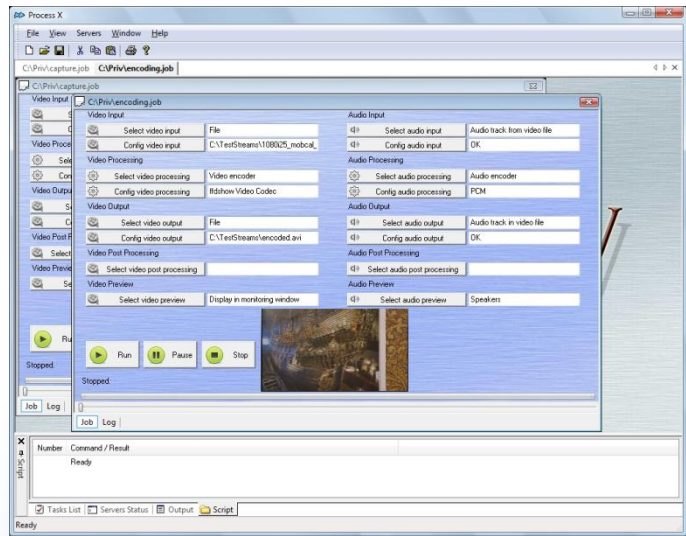 Process X
File View Servers Window Help
C:\Priv\capture.job C:\Priv\encoding.job
C:\Priv\capture.job
Video Input
Video Proce
Sele
Con
Video Outpu
Video Post P
Select
Video Previe
Se
Ru
Stopped
Job Log
C:\Priv\encoding.job
Video Input Audio Input
Select video input File Select audio input Audio track from video file
Config video input C:\TestStreams\1080i25_mobcal_ Config audio input OK
Video Processing Audio Processing
Select video processing Video encoder Select audio processing Audio encoder
Config video processing ffdshow Video Codec Config audio processing PCM
Video Output Audio Output
Select video output File Select audio output Audio track in video file
Config video output C:\TestStreams\encoded.avi Config audio output OK
Video Post Processing Audio Post Processing
Select video post processing Select audio post processing
Video Preview Audio Preview
Select video preview Display in monitoring window Select audio preview Speakers
Run Pause Stop
Stopped
Job Log
Script
Number Command / Result
Ready
Tasks List Servers Status Output Script
Ready